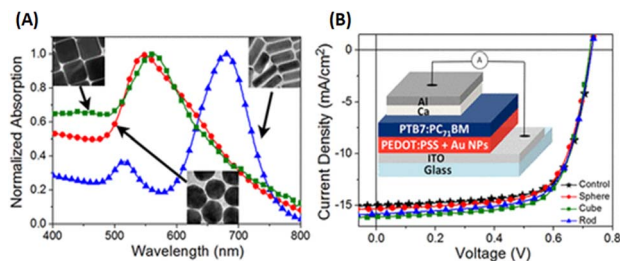 (A)
Normalized Absorption
1.0
0.8
0.6
0.4
0.2
0.0
400 500 600 700 800
Wavelength (nm)
(B)
Current Density (mA/cm²)
0
-5
-10
-15
0.0 0.2 0.4 0.6 0.8
Voltage (V)
A
Al
Ca
PTB7:PC₇₁BM
PEDOT:PSS + Au NPs
ITO
Glass
Control
Sphere
Cube
Rod